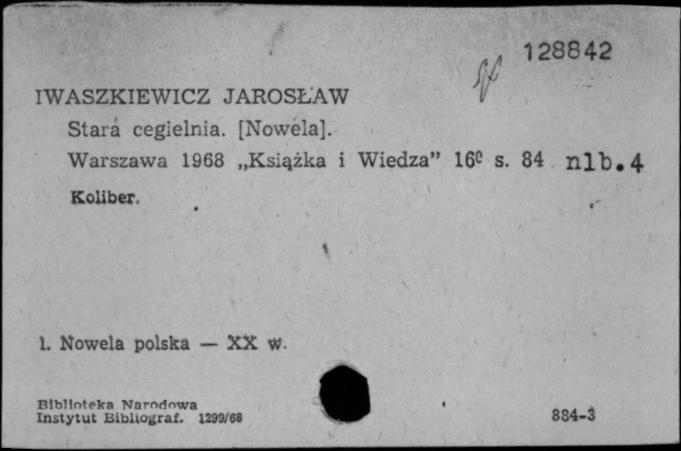 128842
IWASZKIEWICZ JAROSŁAW
Stara cegielnia. [Nowela].
Warszawa 1968 „Książka i Wiedza” 16º s. 84 nlb. 4
Koliber.
1. Nowela polska — XX w.
Biblioteka Narodowa
Instytut Bibliograf. 1299/68
884-3